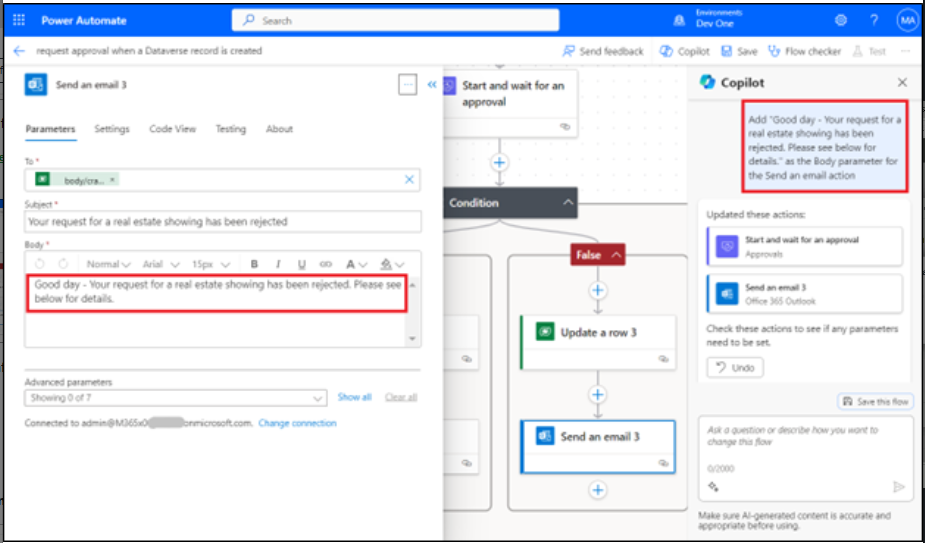 Power Automate
Search
Environments
Dev One
MA
request approval when a Dataverse record is created
Send feedback
Copilot
Save
Flow checker
Test
Send an email 3
Parameters
Settings
Code View
Testing
About
To *
body/cra... ×
Subject *
Your request for a real estate showing has been rejected
Body *
Normal
Arial
15px
B
I
U
A
Good day - Your request for a real estate showing has been rejected. Please see
below for details.
Advanced parameters
Showing 0 of 7
Show all
Clear all
Connected to admin@M365x0 onmicrosoft.com. Change connection
Start and wait for an
approval
Condition
False
Update a row 3
Send an email 3
Copilot
Add "Good day - Your request for a
real estate showing has been
rejected. Please see below for
details." as the Body parameter for
the Send an email action
Updated these actions:
Start and wait for an approval
Approvals
Send an email 3
Office 365 Outlook
Check these actions to see if any parameters
need to be set.
Undo
Save this flow
Ask a question or describe how you want to
change this flow
0/2000
Make sure AI-generated content is accurate and
appropriate before using.